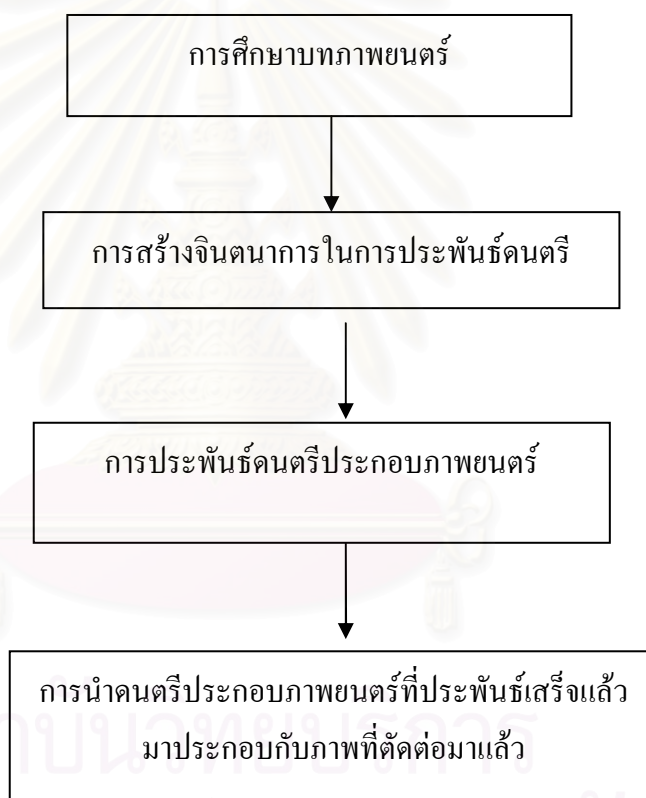 การศึกษาบทภาพยนตร์
การสร้างจินตนาการในการประพันธ์ดนตรี
การประพันธ์ดนตรีประกอบภาพยนตร์
การนำดนตรีประกอบภาพยนตร์ที่ประพันธ์เสร็จแล้ว
มาประกอบกับภาพที่ตัดต่อมาแล้ว